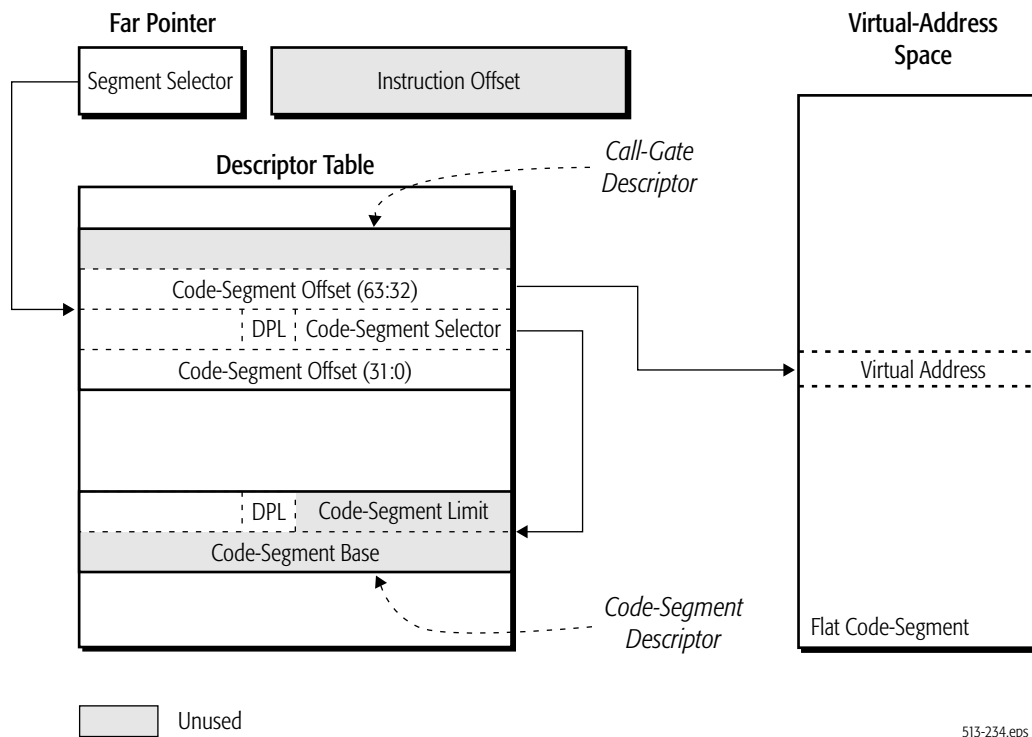 Far Pointer
Virtual-Address
Space
Segment Selector
Instruction Offset
Descriptor Table
Call-Gate
Descriptor
Code-Segment Offset (63:32)
DPL
Code-Segment Selector
Code-Segment Offset (31:0)
Virtual Address
DPL
Code-Segment Limit
Code-Segment Base
Code-Segment
Descriptor
Flat Code-Segment
Unused
513-234.eps